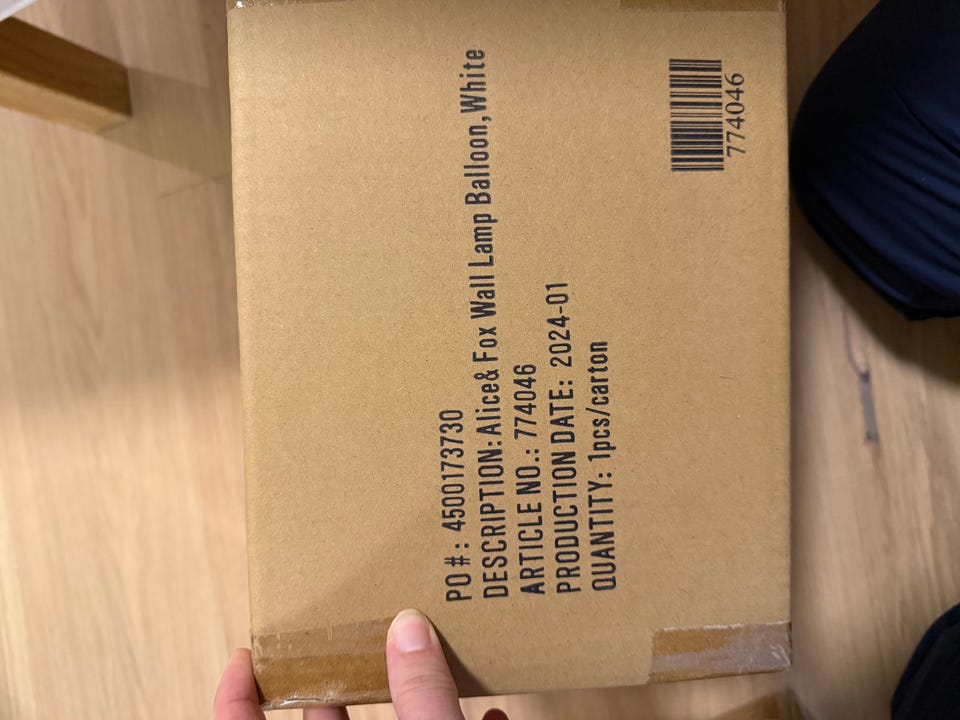 PO#: 4500173730
DESCRIPTION:Alice& Fox Wall Lamp Balloon,White
ARTICLE NO.: 774046
PRODUCTION DATE: 2024-01
QUANTITY: 1pcs/carton
774046